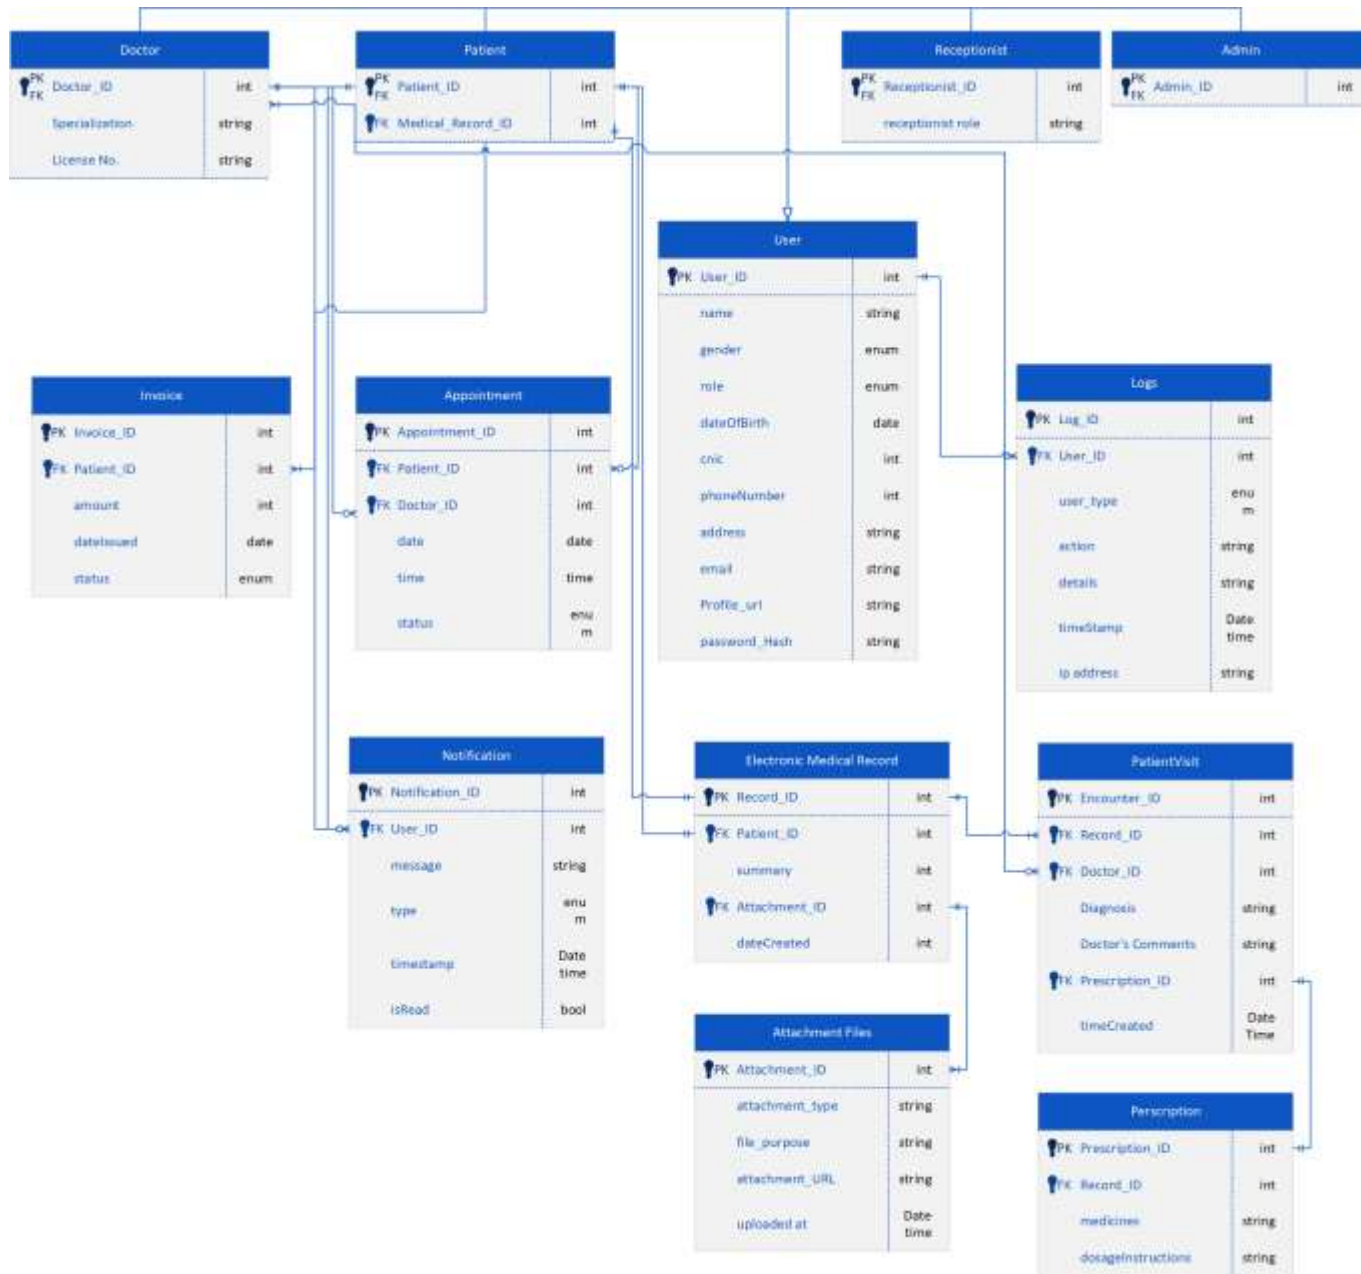 Doctor
PK
FK Doctor_ID int
Specialization string
License No. string
Patient
PK
FK Patient_ID int
FK Medical_Record_ID int
Receptionist
PK
FK Receptionist_ID int
receptionist role string
Admin
PK
FK Admin_ID int
User
PK User_ID int
name string
gender enum
role enum
dateOfBirth date
cnic int
phoneNumber int
address string
email string
Profile_url string
password_Hash string
Invoice
PK Invoice_ID int
FK Patient_ID int
amount int
dateIssued date
status enum
Appointment
PK Appointment_ID int
FK Patient_ID int
FK Doctor_ID int
date date
time time
status enu
m
Logs
PK Log_ID int
FK User_ID int
user_type enu
m
action string
details string
timeStamp Date
time
ip address string
Notification
PK Notification_ID int
FK User_ID int
message string
type enu
m
timestamp Date
time
isRead bool
Electronic Medical Record
PK Record_ID int
FK Patient_ID int
summary int
FK Attachment_ID int
dateCreated int
PatientVisit
PK Encounter_ID int
FK Record_ID int
FK Doctor_ID int
Diagnosis string
Doctor's Comments string
FK Prescription_ID int
timeCreated Date
Time
Attachment Files
PK Attachment_ID int
attachment_type string
file_purpose string
attachment_URL string
uploaded at Date
time
Perscription
PK Prescription_ID int
FK Record_ID int
medicines string
dosageInstructions string